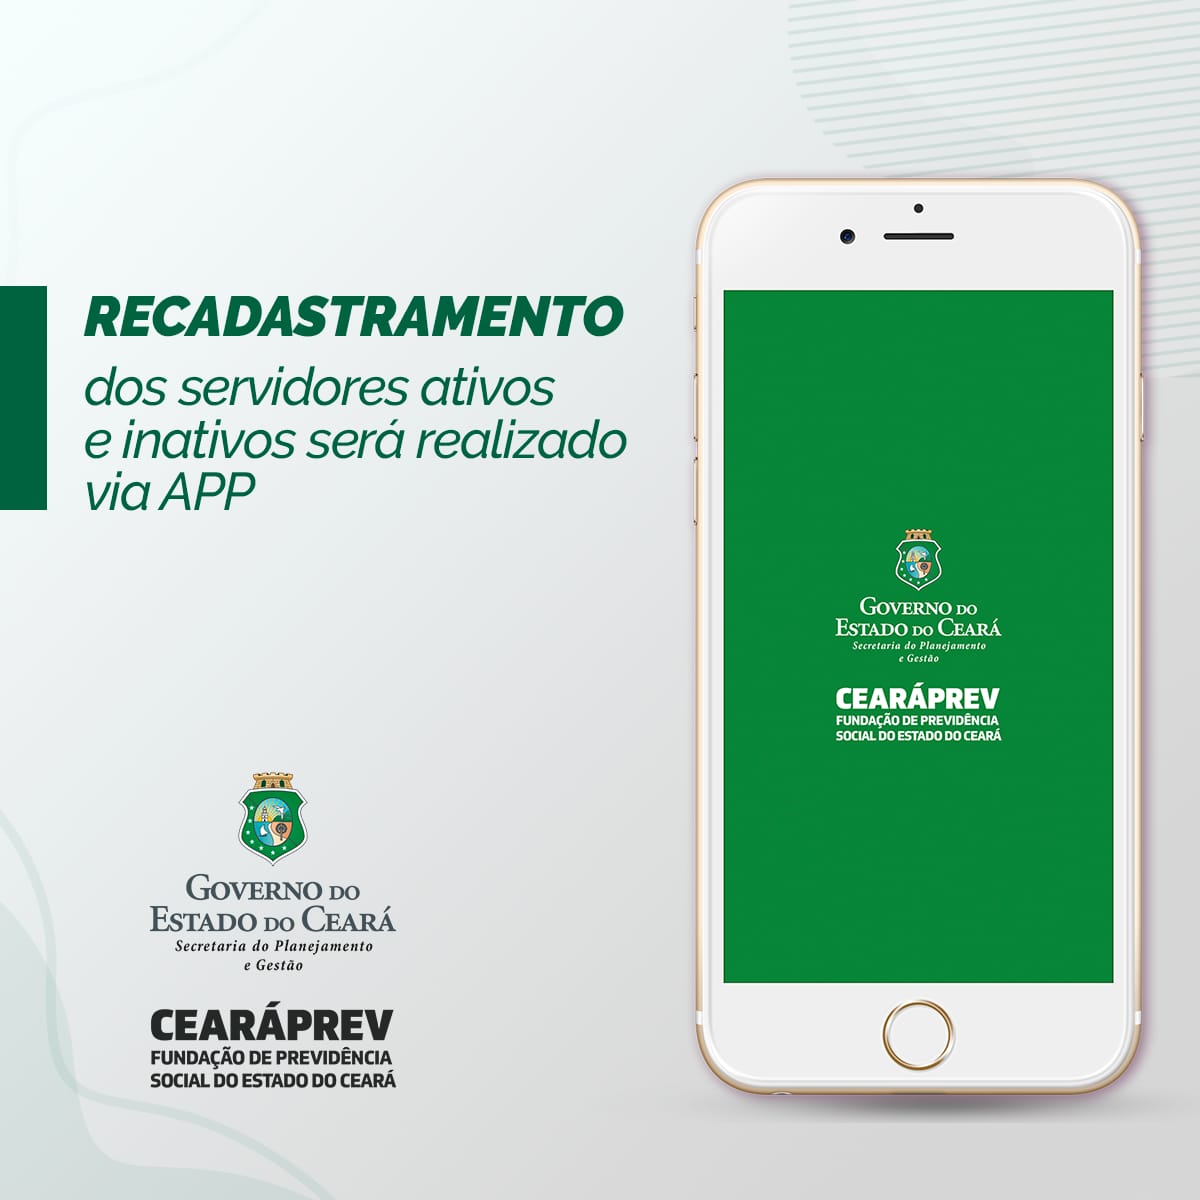 RECADASTRAMENTO
dos servidores ativos
e inativos será realizado
via APP
GOVERNO DO
ESTADO DO CEARÁ
Secretaria do Planejamento
e Gestão
CEARÁPREV
FUNDAÇÃO DE PREVIDÊNCIA
SOCIAL DO ESTADO DO CEARÁ
GOVERNO DO
ESTADO DO CEARÁ
Secretaria do Planejamento
e Gestão
CEARÁPREV
FUNDAÇÃO DE PREVIDÊNCIA
SOCIAL DO ESTADO DO CEARÁ